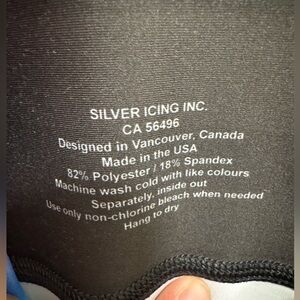 SILVER ICING INC.
CA 56496
Designed in Vancouver, Canada
Made in the USA
82% Polyester / 18% Spandex
Machine wash cold with like colours
Separately, inside out
Use only non-chlorine bleach when needed
Hang to dry